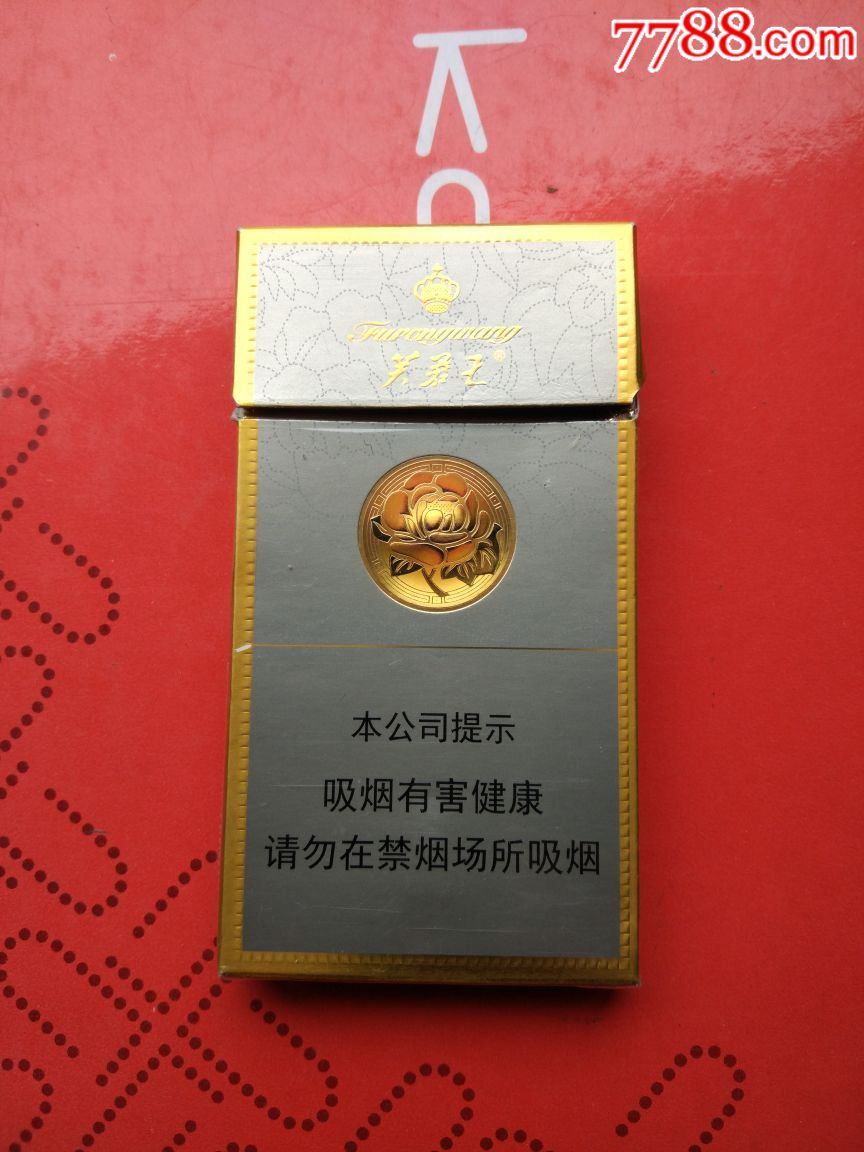 7788.com
Furongwang
芙蓉王®
本公司提示
吸烟有害健康
请勿在禁烟场所吸烟